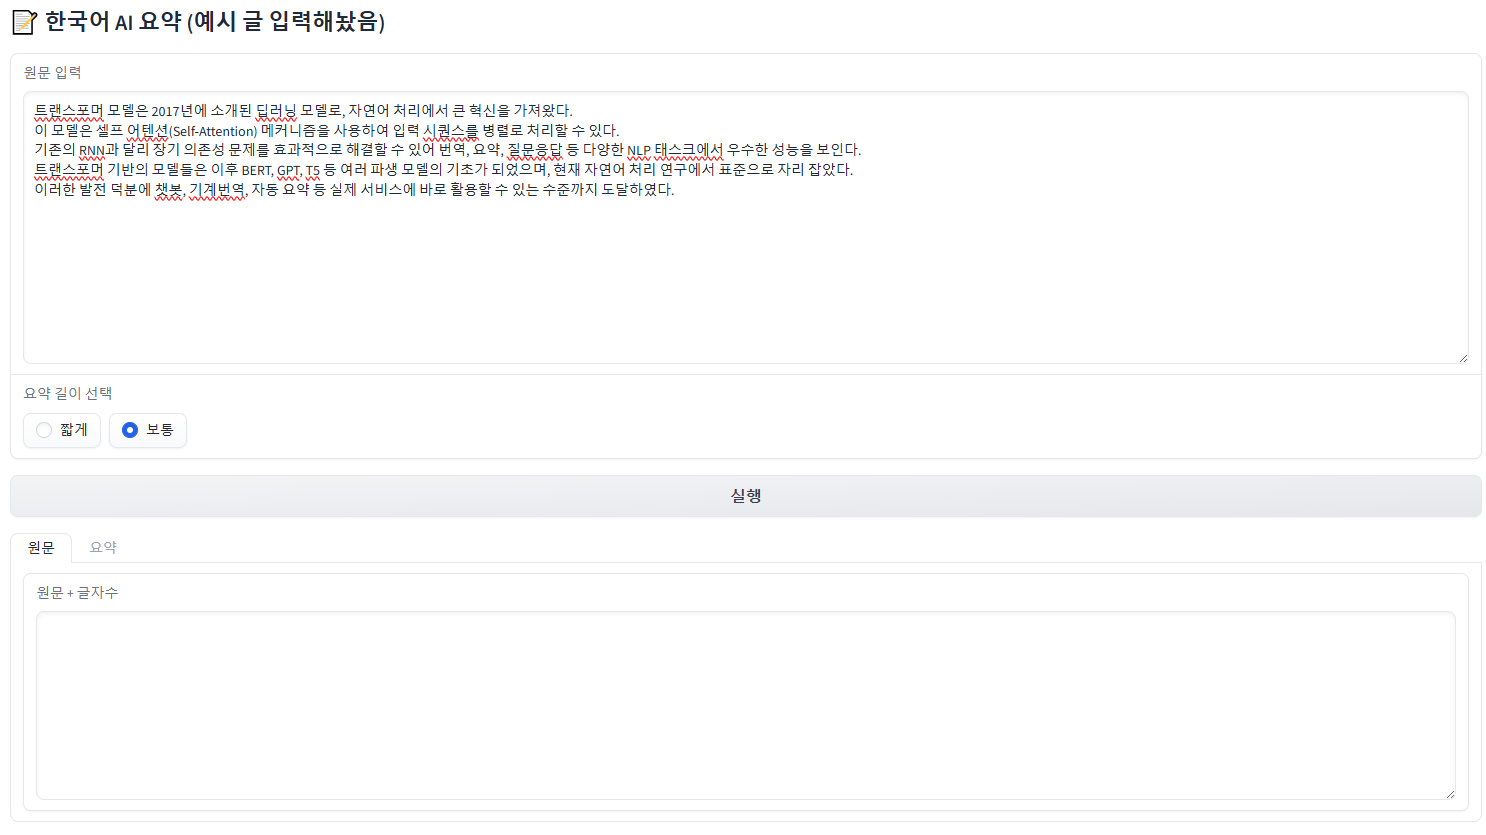 📝 한국어 AI 요약 (예시 글 입력해놨음)
원문 입력
트랜스포머 모델은 2017년에 소개된 딥러닝 모델로, 자연어 처리에서 큰 혁신을 가져왔다.
이 모델은 셀프 어텐션(Self-Attention) 메커니즘을 사용하여 입력 시퀀스를 병렬로 처리할 수 있다.
기존의 RNN과 달리 장기 의존성 문제를 효과적으로 해결할 수 있어 번역, 요약, 질문응답 등 다양한 NLP 태스크에서 우수한 성능을 보인다.
트랜스포머 기반의 모델들은 이후 BERT, GPT, T5 등 여러 파생 모델의 기초가 되었으며, 현재 자연어 처리 연구에서 표준으로 자리 잡았다.
이러한 발전 덕분에 챗봇, 기계번역, 자동 요약 등 실제 서비스에 바로 활용할 수 있는 수준까지 도달하였다.
요약 길이 선택
짧게 보통
실행
원문 요약
원문 + 글자수